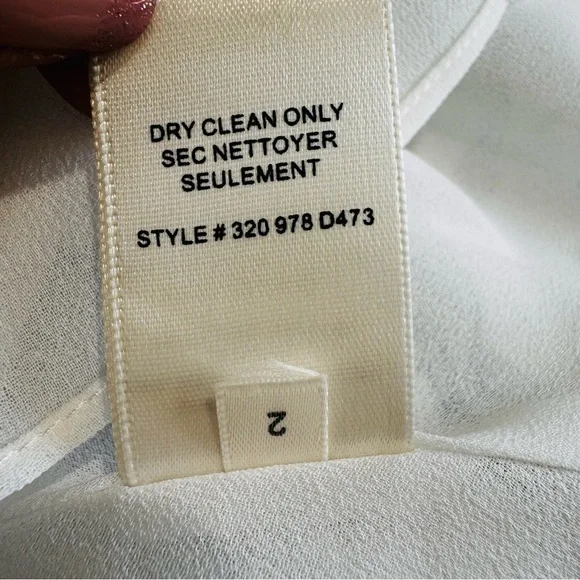 DRY CLEAN ONLY
SEC NETTOYER
SEULEMENT
STYLE # 320 978 D473
2